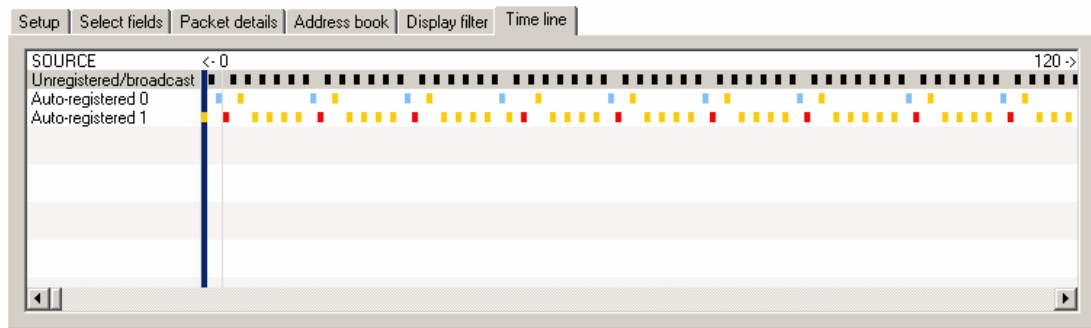 Setup Select fields Packet details Address book Display filter Time line
SOURCE <- 0 120 ->
Unregistered/broadcast
Auto-registered 0
Auto-registered 1